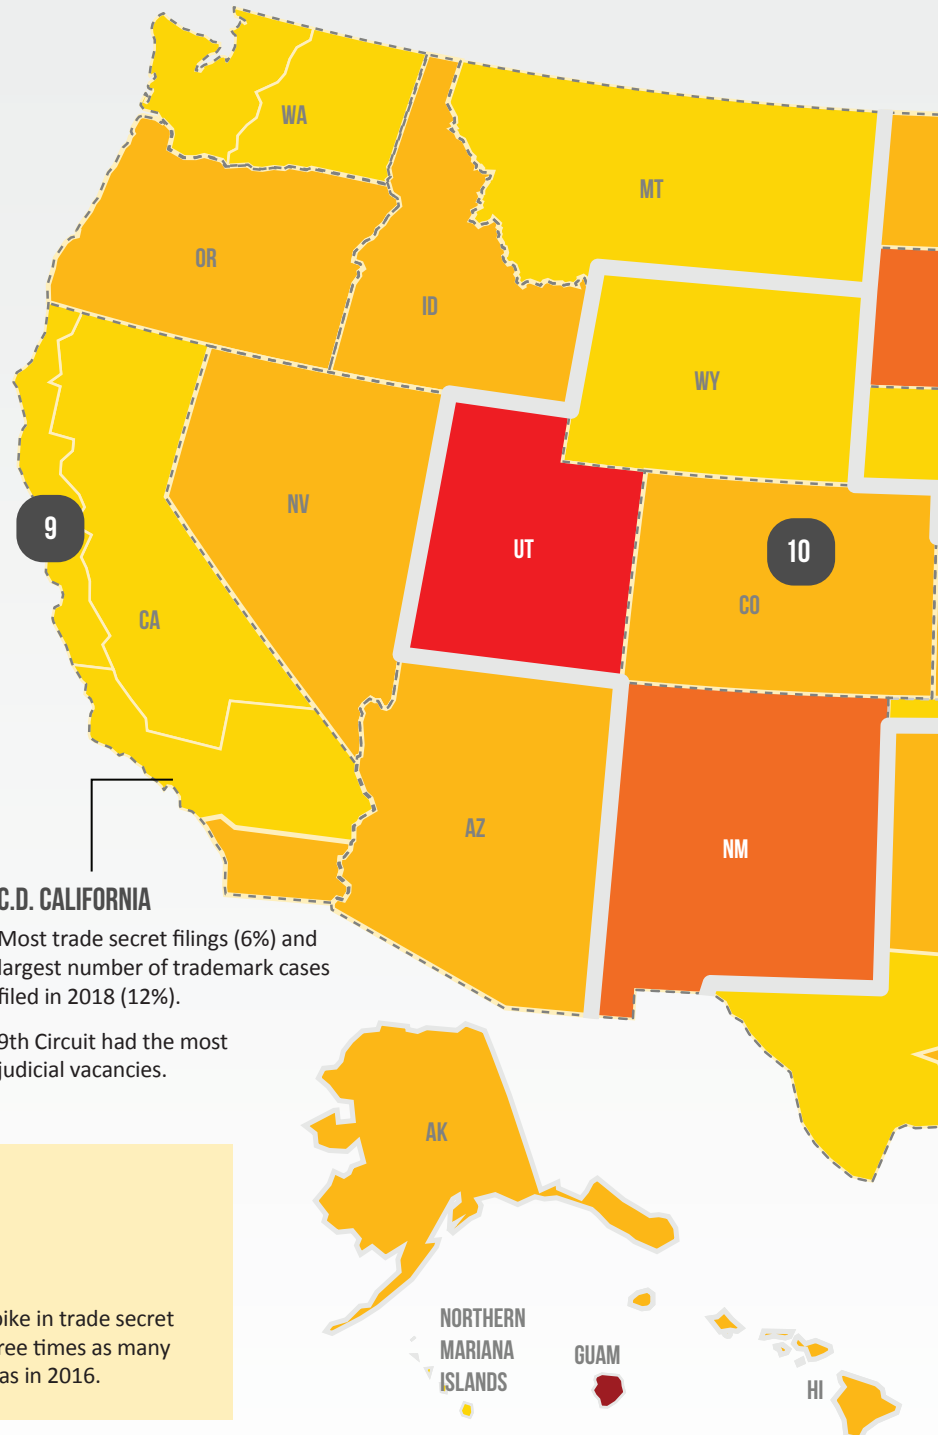 WA
MT
OR
ID
WY
NV
9
UT
10
CO
CA
AZ
NM
C.D. CALIFORNIA
Most trade secret filings (6%) and
largest number of trademark cases
filed in 2018 (12%).
9th Circuit had the most
judicial vacancies.
AK
in trade secret
times as many
as in 2016.
NORTHERN
MARIANA
ISLANDS
GUAM
HI